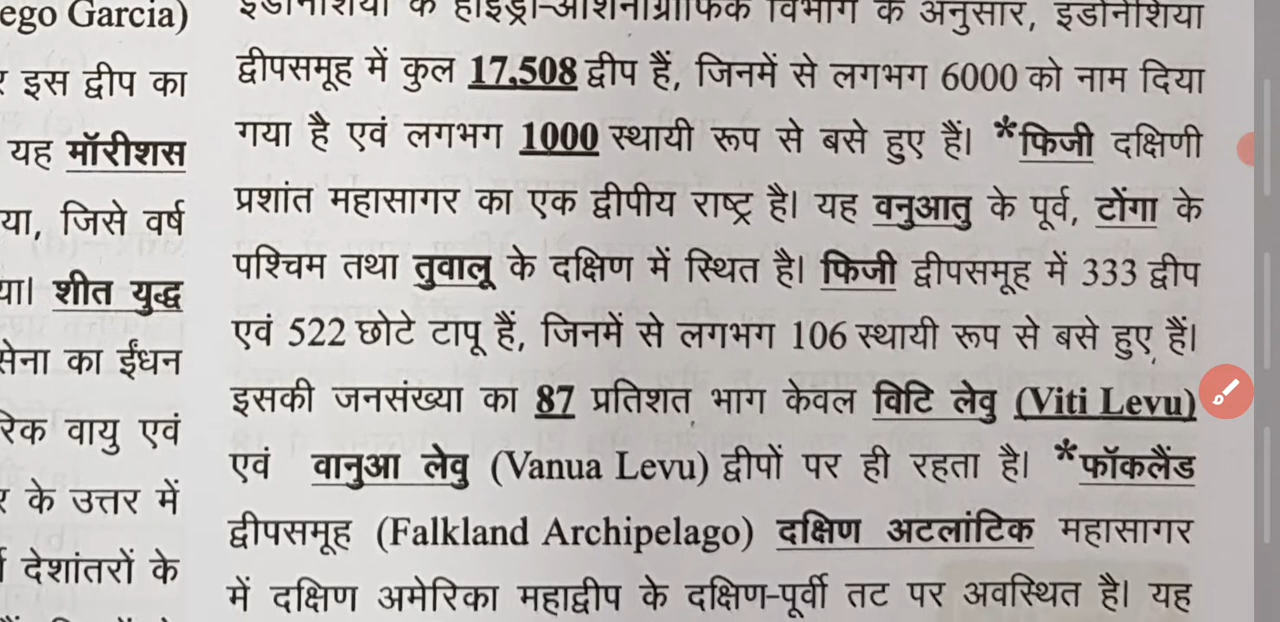 ego Garcia)
इस द्वीप का
यह मॉरीशस
या, जिसे वर्ष
या। शीत युद्ध
सेना का ईंधन
रिक वायु एवं
के उत्तर में
देशांतरों के
इंडोनेशिया के हाइड्रो-ओशनोग्राफिक विभाग के अनुसार, इंडोनेशिया
द्वीपसमूह में कुल 17,508 द्वीप हैं, जिनमें से लगभग 6000 को नाम दिया
गया है एवं लगभग 1000 स्थायी रूप से बसे हुए हैं। *फिजी दक्षिणी
प्रशांत महासागर का एक द्वीपीय राष्ट्र है। यह वनुआतु के पूर्व, टोंगा के
पश्चिम तथा तुवालू के दक्षिण में स्थित है। फिजी द्वीपसमूह में 333 द्वीप
एवं 522 छोटे टापू हैं, जिनमें से लगभग 106 स्थायी रूप से बसे हुए हैं।
इसकी जनसंख्या का 87 प्रतिशत भाग केवल विटि लेवु (Viti Levu)
एवं वानुआ लेवु (Vanua Levu) द्वीपों पर ही रहता है। *फॉकलैंड
द्वीपसमूह (Falkland Archipelago) दक्षिण अटलांटिक महासागर
में दक्षिण अमेरिका महाद्वीप के दक्षिण-पूर्वी तट पर अवस्थित है। यह